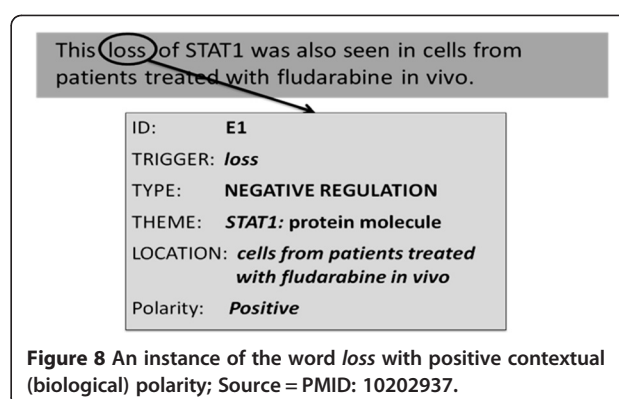 This loss of STAT1 was also seen in cells from
patients treated with fludarabine in vivo.
ID: E1
TRIGGER: loss
TYPE: NEGATIVE REGULATION
THEME: STAT1: protein molecule
LOCATION: cells from patients treated
with fludarabine in vivo
Polarity: Positive
Figure 8 An instance of the word loss with positive contextual
(biological) polarity; Source = PMID: 10202937.